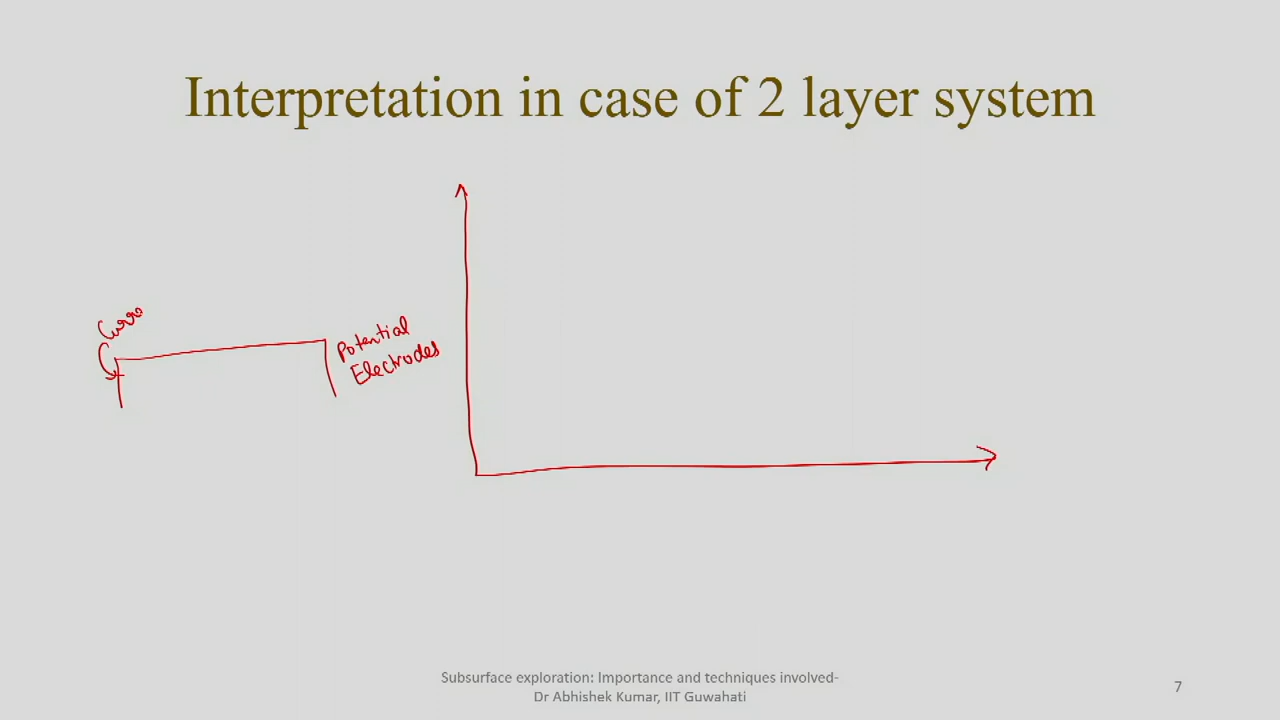 Interpretation in case of 2 layer system
Curre
Potential
Electrodes
Subsurface exploration: Importance and techniques involved-
Dr Abhishek Kumar, IIT Guwahati
7